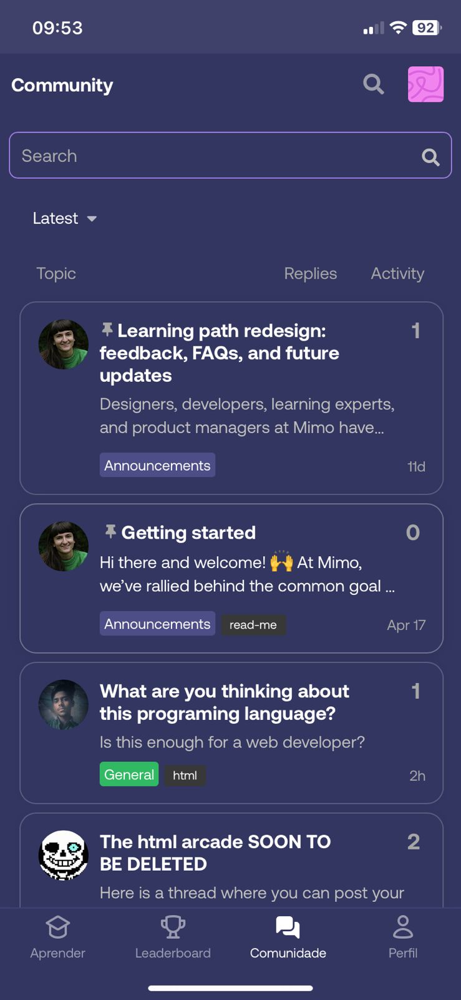 09:53
92
Community
Search
Latest
Topic
Replies
Activity
Learning path redesign:
feedback, FAQs, and future
updates
1
Designers, developers, learning experts,
and product managers at Mimo have...
Announcements
11d
Getting started
0
Hi there and welcome! 🙌 At Mimo,
we’ve rallied behind the common goal ...
Announcements
read-me
Apr 17
What are you thinking about
this programing language?
1
Is this enough for a web developer?
General
html
2h
The html arcade SOON TO
BE DELETED
2
Here is a thread where you can post your
Aprender
Leaderboard
Comunidade
Perfil